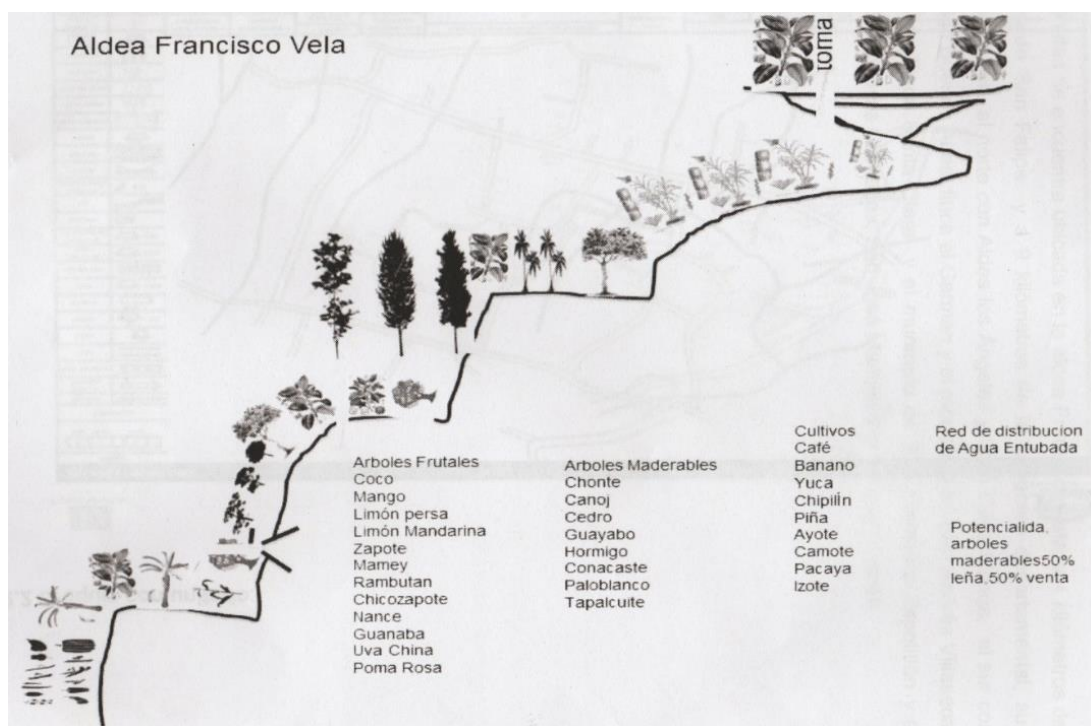 Aldea Francisco Vela
toma
Arboles Frutales
Coco
Mango
Limón persa
Limón Mandarina
Zapote
Mamey
Rambutan
Chicozapote
Nance
Guanaba
Uva China
Poma Rosa
Arboles Maderables
Chonte
Canoj
Cedro
Guayabo
Hormigo
Conacaste
Paloblanco
Tapalcuite
Cultivos
Café
Banano
Yuca
Chipilín
Piña
Ayote
Camote
Pacaya
Izote
Red de distribucion
de Agua Entubada
Potencialida,
arboles
maderables50%
leña,50% venta